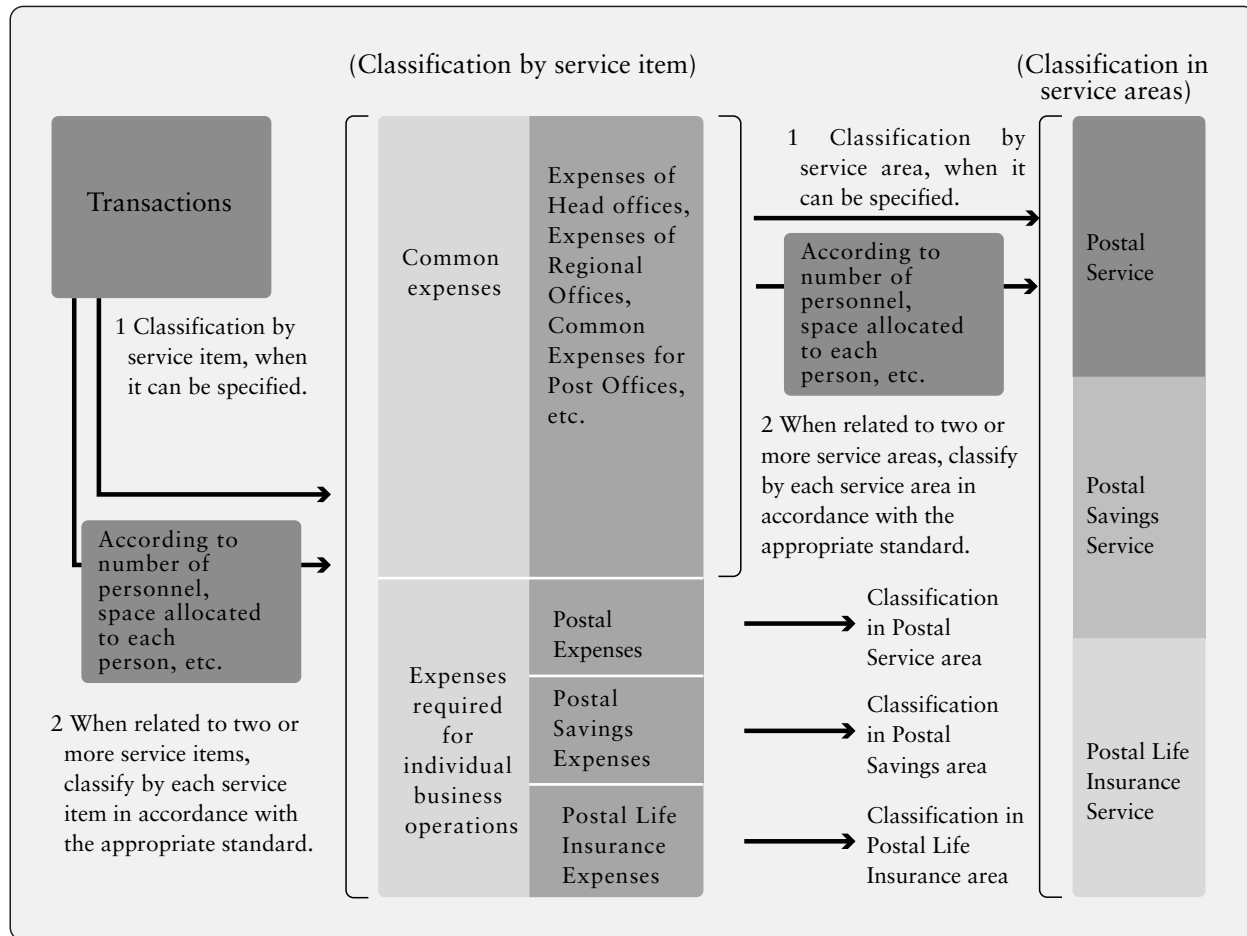 (Classification by service item)
(Classification in
service areas)
Transactions
1 Classification by
service item, when
it can be specified.
According to
number of
personnel,
space allocated
to each
person, etc.
2 When related to two or
more service items,
classify by each service
item in accordance with
the appropriate standard.
Common
expenses
Expenses of
Head offices,
Expenses of
Regional
Offices,
Common
Expenses for
Post Offices,
etc.
Expenses
required
for
individual
business
operations
Postal
Expenses
Postal
Savings
Expenses
Postal Life
Insurance
Expenses
1 Classification by
service area, when it
can be specified.
According to
number of
personnel,
space allocated
to each
person, etc.
2 When related to two or
more service areas, classify
by each service area in
accordance with the
appropriate standard.
Classification
in Postal
Service area
Classification
in Postal
Savings area
Classification in
Postal Life
Insurance area
Postal
Service
Postal
Savings
Service
Postal Life
Insurance
Service